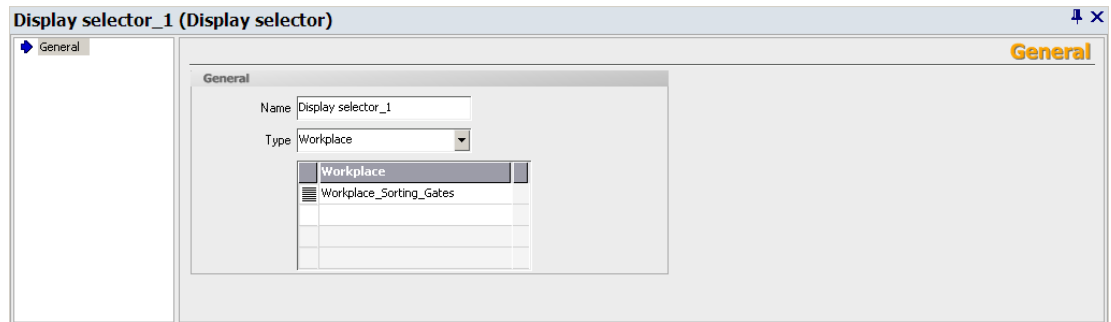 Display selector_1 (Display selector)
General
General
General
Name Display selector_1
Type Workplace
Workplace
Workplace_Sorting_Gates